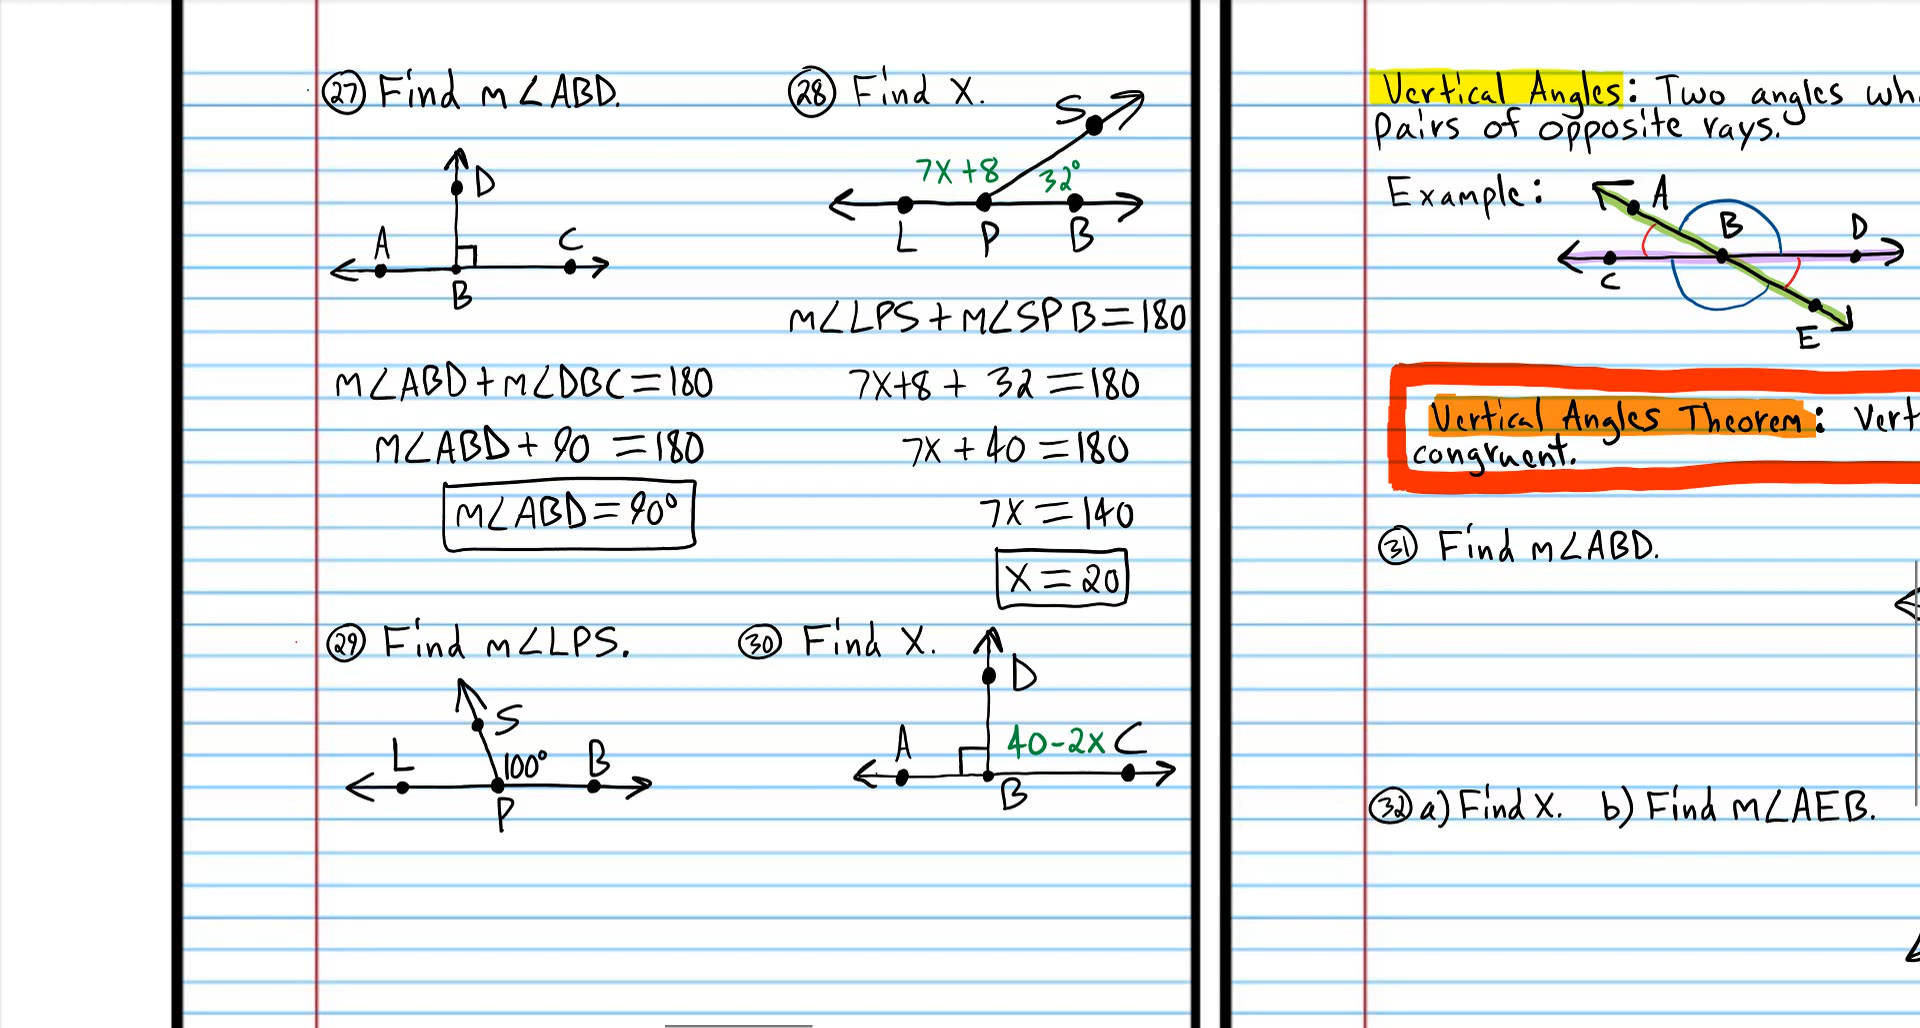 27 Find m∠ABD.
D
A
C
B
m∠ABD + m∠DBC = 180
m∠ABD + 90 = 180
m∠ABD = 90°
28 Find X.
S
7X+8
32°
L
P
B
m∠LPS + m∠SPB = 180
7X+8 + 32 = 180
7X + 40 = 180
7X = 140
X = 20
29 Find m∠LPS.
S
L
100°
B
P
30 Find X.
D
A
40-2X
C
B
Vertical Angles: Two angles wh
pairs of opposite rays.
Example:
A
B
D
C
E
Vertical Angles Theorem: Vert
congruent.
31 Find m∠ABD.
32 a) Find X. b) Find m∠AEB.